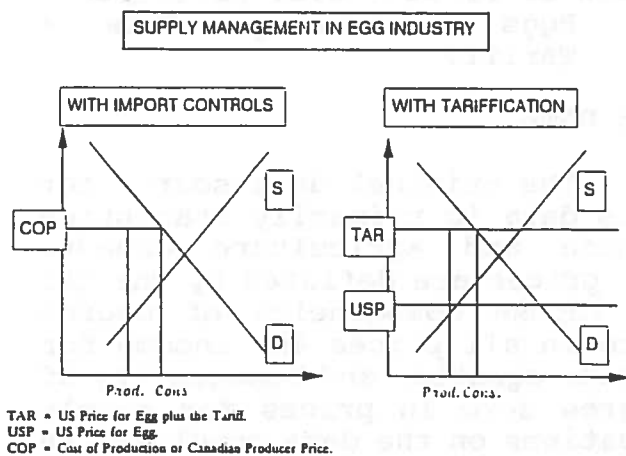 SUPPLY MANAGEMENT IN EGG INDUSTRY
WITH IMPORT CONTROLS
S
COP
D
Prod. Cons
WITH TARIFFICATION
S
TAR
USP
D
Prod. Cons.
TAR = US Price for Egg plus the Tariff.
USP = US Price for Egg.
COP = Cost of Production or Canadian Producer Price.